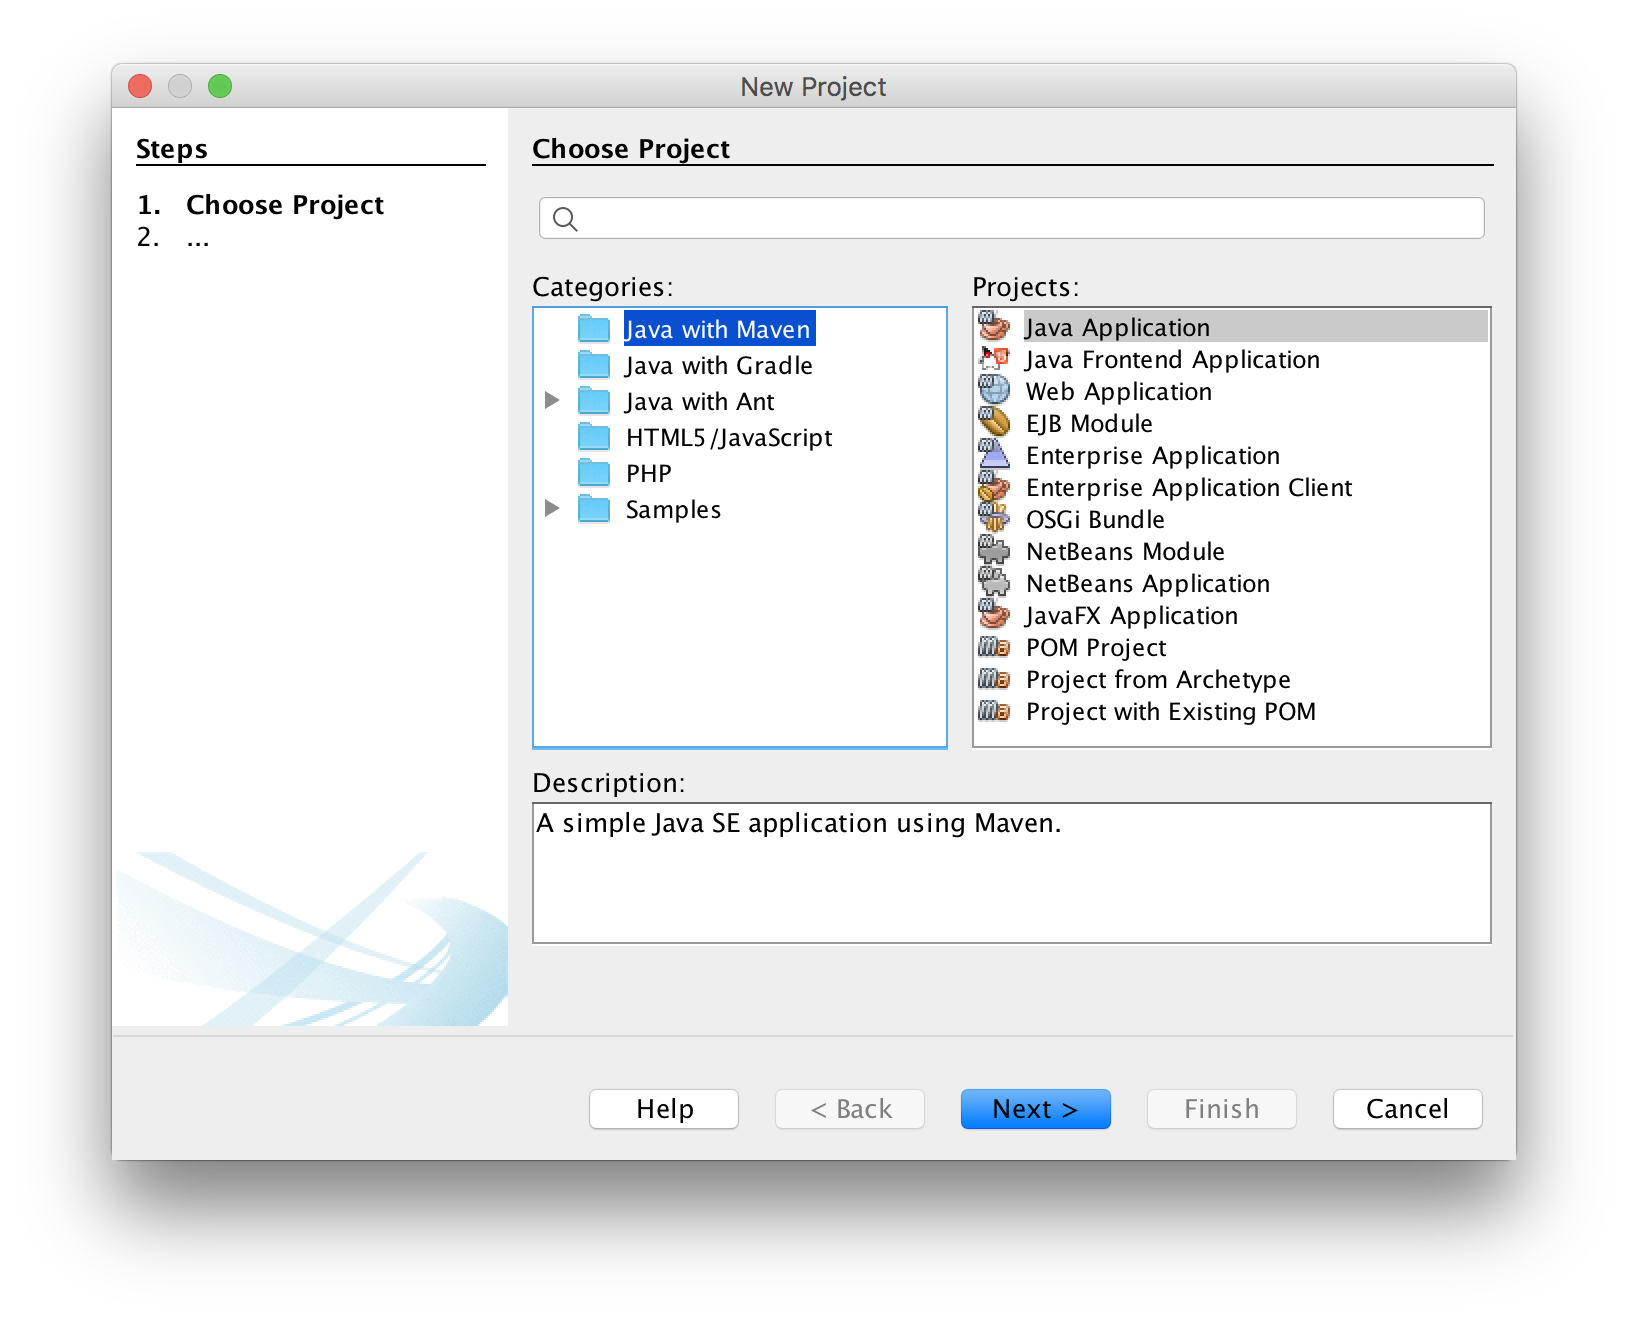 New Project
Steps
1. Choose Project
2. ...
Choose Project
Categories:
Java with Maven
Java with Gradle
Java with Ant
HTML5/JavaScript
PHP
Samples
Projects:
Java Application
Java Frontend Application
Web Application
EJB Module
Enterprise Application
Enterprise Application Client
OSGi Bundle
NetBeans Module
NetBeans Application
JavaFX Application
POM Project
Project from Archetype
Project with Existing POM
Description:
A simple Java SE application using Maven.
Help
< Back
Next >
Finish
Cancel